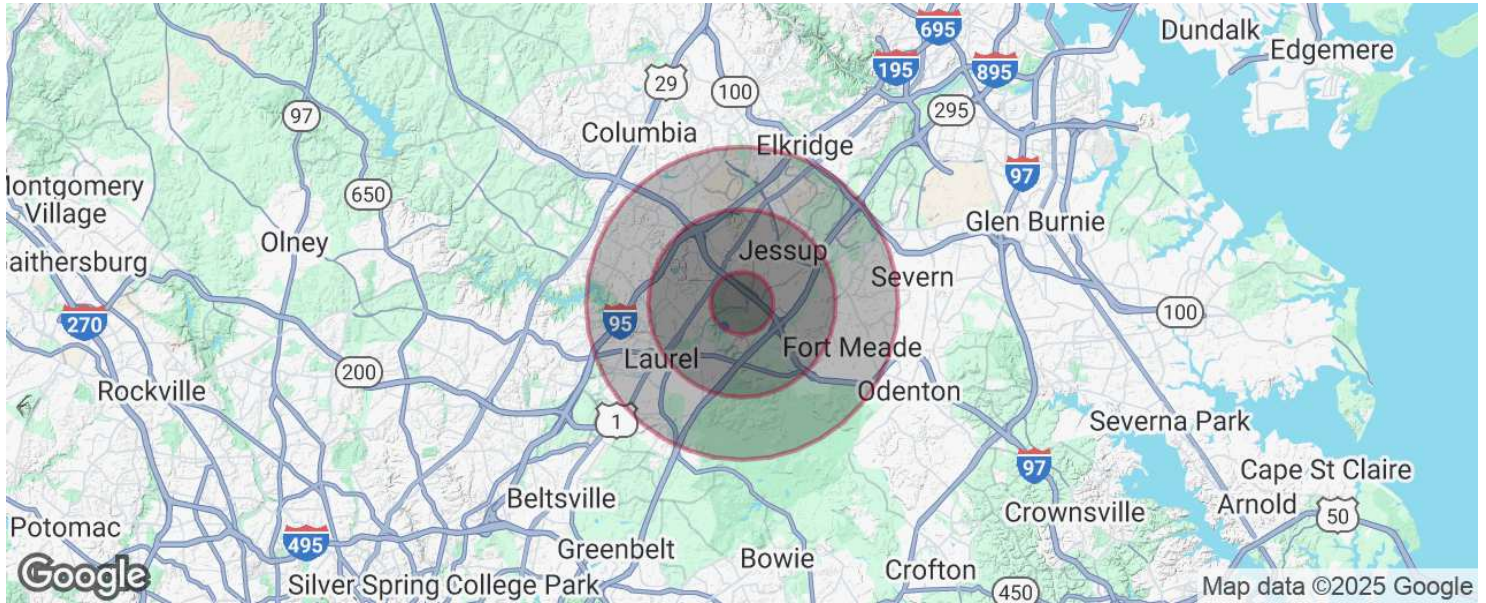 695
Dundalk
Edgemere
195
895
29
100
295
97
Columbia
Elkridge
97
Montgomery
Village
650
Glen Burnie
Olney
Jessup
aithersburg
Severn
270
95
100
Fort Meade
Laurel
200
Rockville
Odenton
1
Severna Park
97
Cape St Claire
Beltsville
Arnold
Crownsville
50
Potomac
495
Greenbelt
Bowie
Crofton
Google
Silver Spring
College Park
450
Map data ©2025 Google